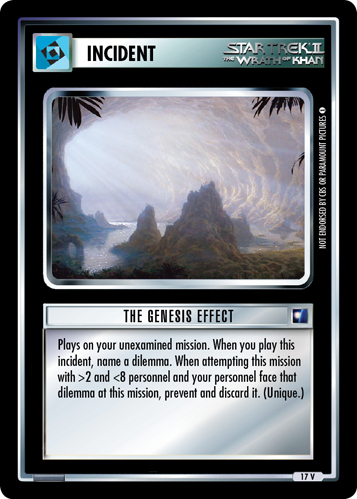 INCIDENT
STAR TREK II
THE WRATH OF KHAN
NOT ENDORSED BY CBS OR PARAMOUNT PICTURES
THE GENESIS EFFECT
Plays on your unexamined mission. When you play this
incident, name a dilemma. When attempting this mission
with >2 and <8 personnel and your personnel face that
dilemma at this mission, prevent and discard it. (Unique.)
17 V